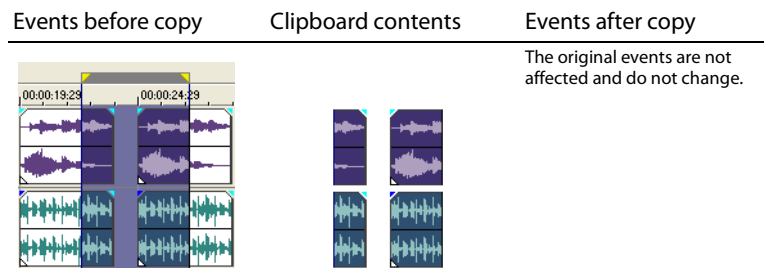 Events before copy
Clipboard contents
Events after copy
The original events are not
affected and do not change.
00:00:19:29
00:00:24:29